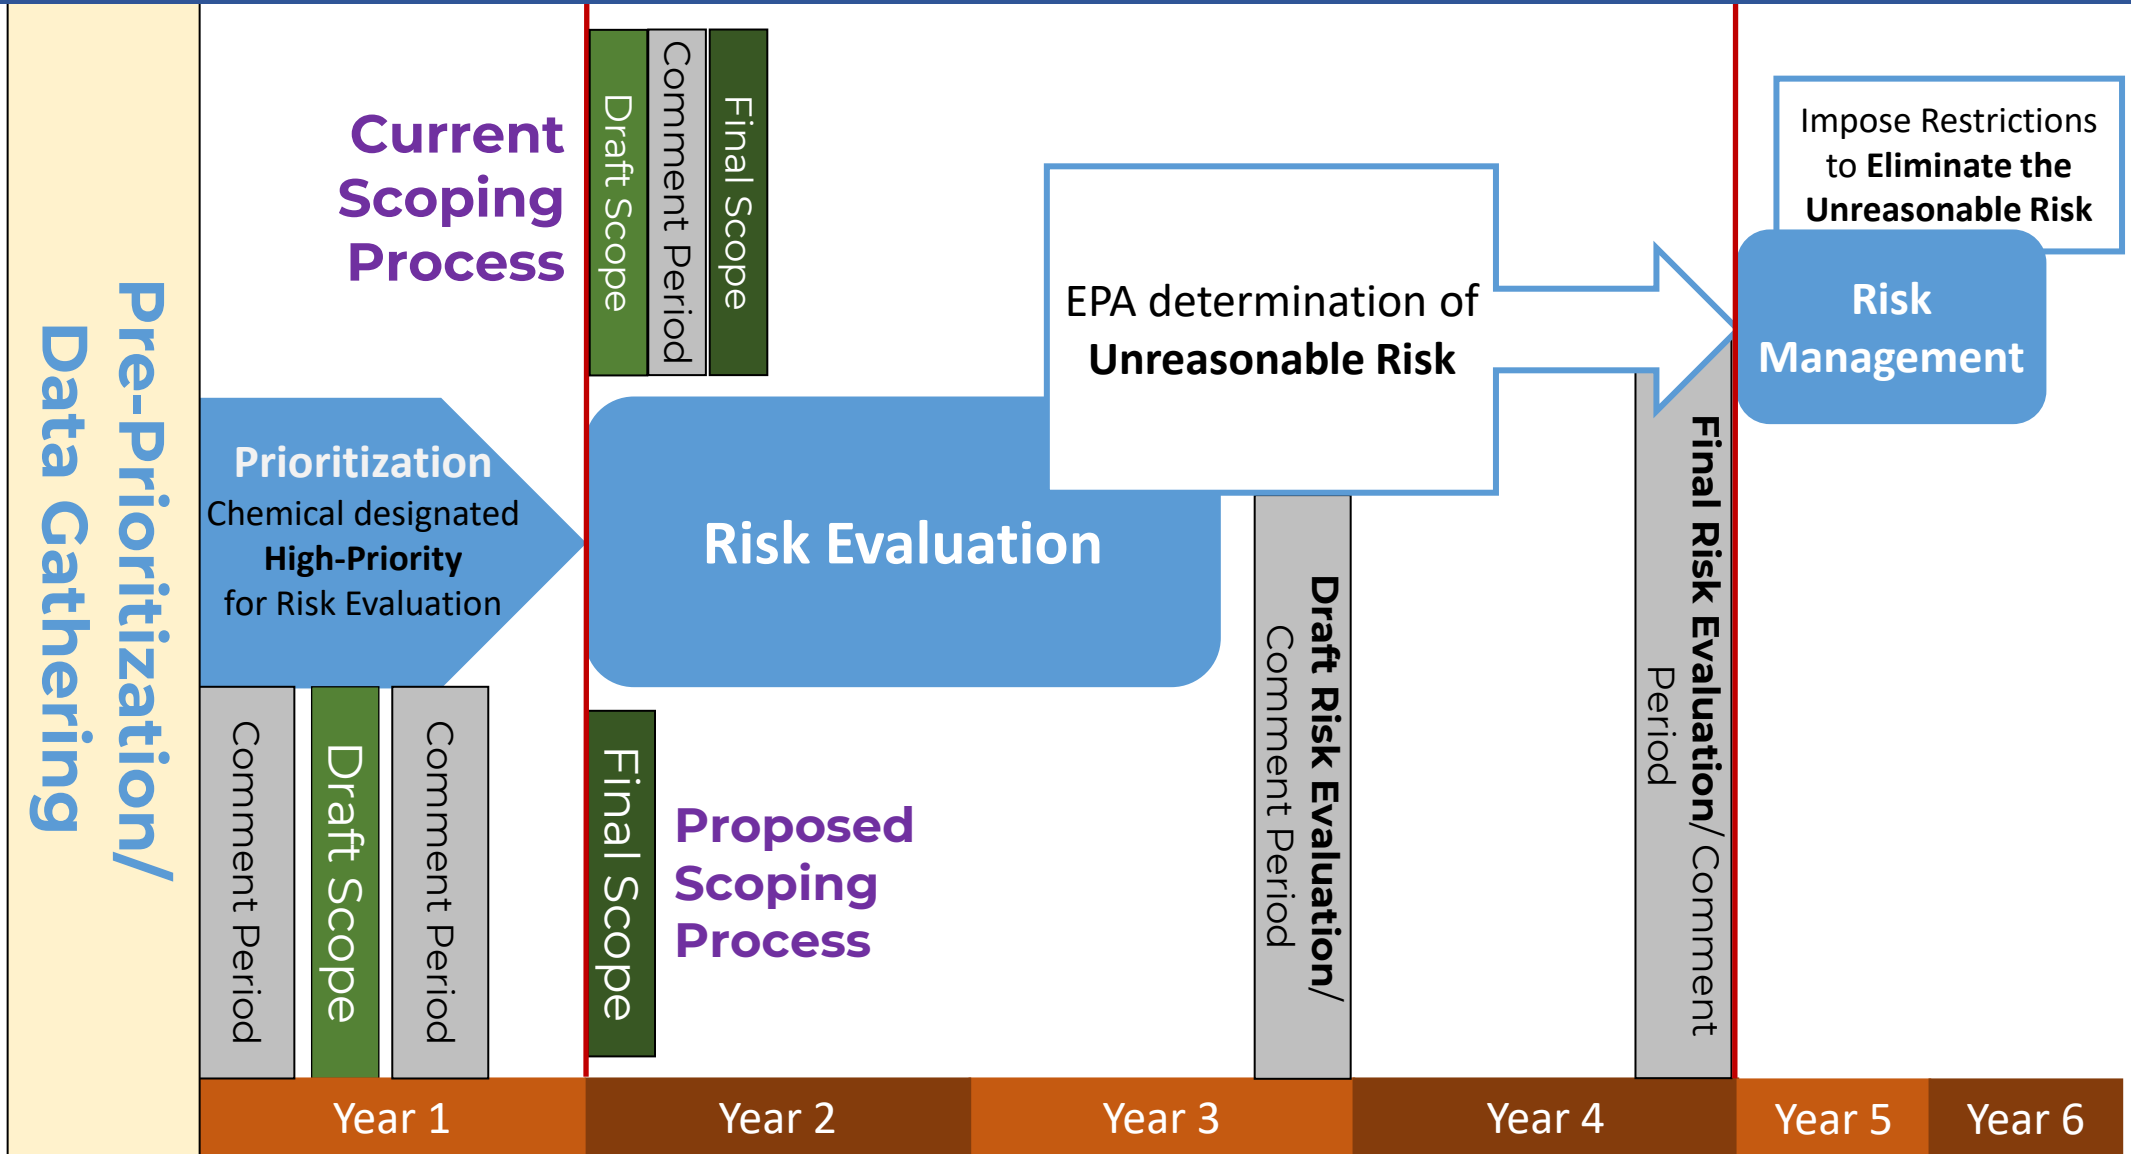 Pre-Prioritization/
Data Gathering
Current
Scoping
Process
Draft Scope
Comment Period
Final Scope
Prioritization
Chemical designated
High-Priority
for Risk Evaluation
Risk Evaluation
EPA determination of
Unreasonable Risk
Impose Restrictions
to Eliminate the
Unreasonable Risk
Risk
Management
Comment Period
Draft Scope
Comment Period
Final Scope
Proposed
Scoping
Process
Draft Risk Evaluation/
Comment Period
Final Risk Evaluation/ Comment
Period
Year 1
Year 2
Year 3
Year 4
Year 5
Year 6